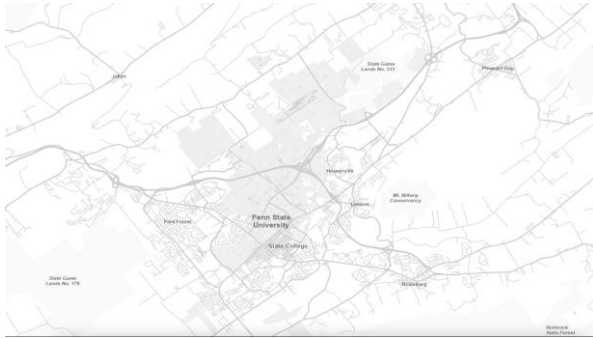 State Game
Lands No. 333
Pleasant Gap
Julian
Houserville
Lemont
Mt. Nittany
Conservancy
Park Forest
Penn State
University
State College
State Game
Lands No. 176
Boalsburg
Rothrock
State Forest